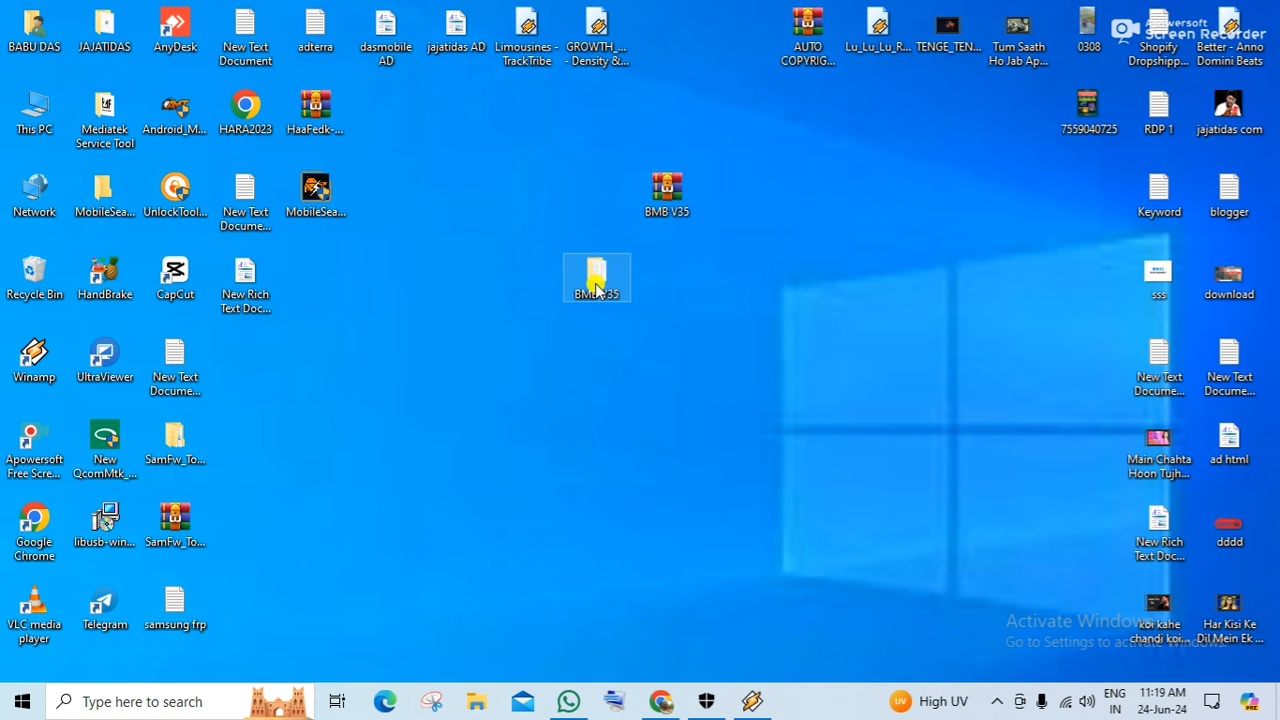 Apowersoft
Screen Recorder
BABU DAS
JAJATIDAS
AnyDesk
New Text
Document
adterra
dasmobile
AD
jajatidas AD
Limousines -
TrackTribe
GROWTH_...
- Density &...
AUTO
COPYRIG...
Lu_Lu_Lu_R...
TENGE_TEN...
Tum Saath
Ho Jab Ap...
0308
Shopify
Dropshipp...
Better - Anno
Domini Beats
This PC
Mediatek
Service Tool
Android_M...
HARA2023
HaaFedk-...
7559040725
RDP 1
jajatidas com
Network
MobileSea...
UnlockTool...
New Text
Docume...
MobileSea...
BMB V35
Keyword
blogger
Recycle Bin
HandBrake
CapCut
New Rich
Text Doc...
BMB V35
sss
download
Winamp
UltraViewer
New Text
Docume...
New Text
Docume...
New Text
Docume...
Apowersoft
Free Scre...
New
QcomMtk_...
SamFw_To...
Main Chahta
Hoon Tujh...
ad html
Google
Chrome
libusb-win...
SamFw_To...
New Rich
Text Doc...
dddd
VLC media
player
Telegram
samsung frp
koi kahe
chandi koi...
Har Kisi Ke
Dil Mein Ek ...
Activate Windows
Go to Settings to activate Windows.
Type here to search
High UV
ENG
IN
11:19 AM
24-Jun-24
PRE